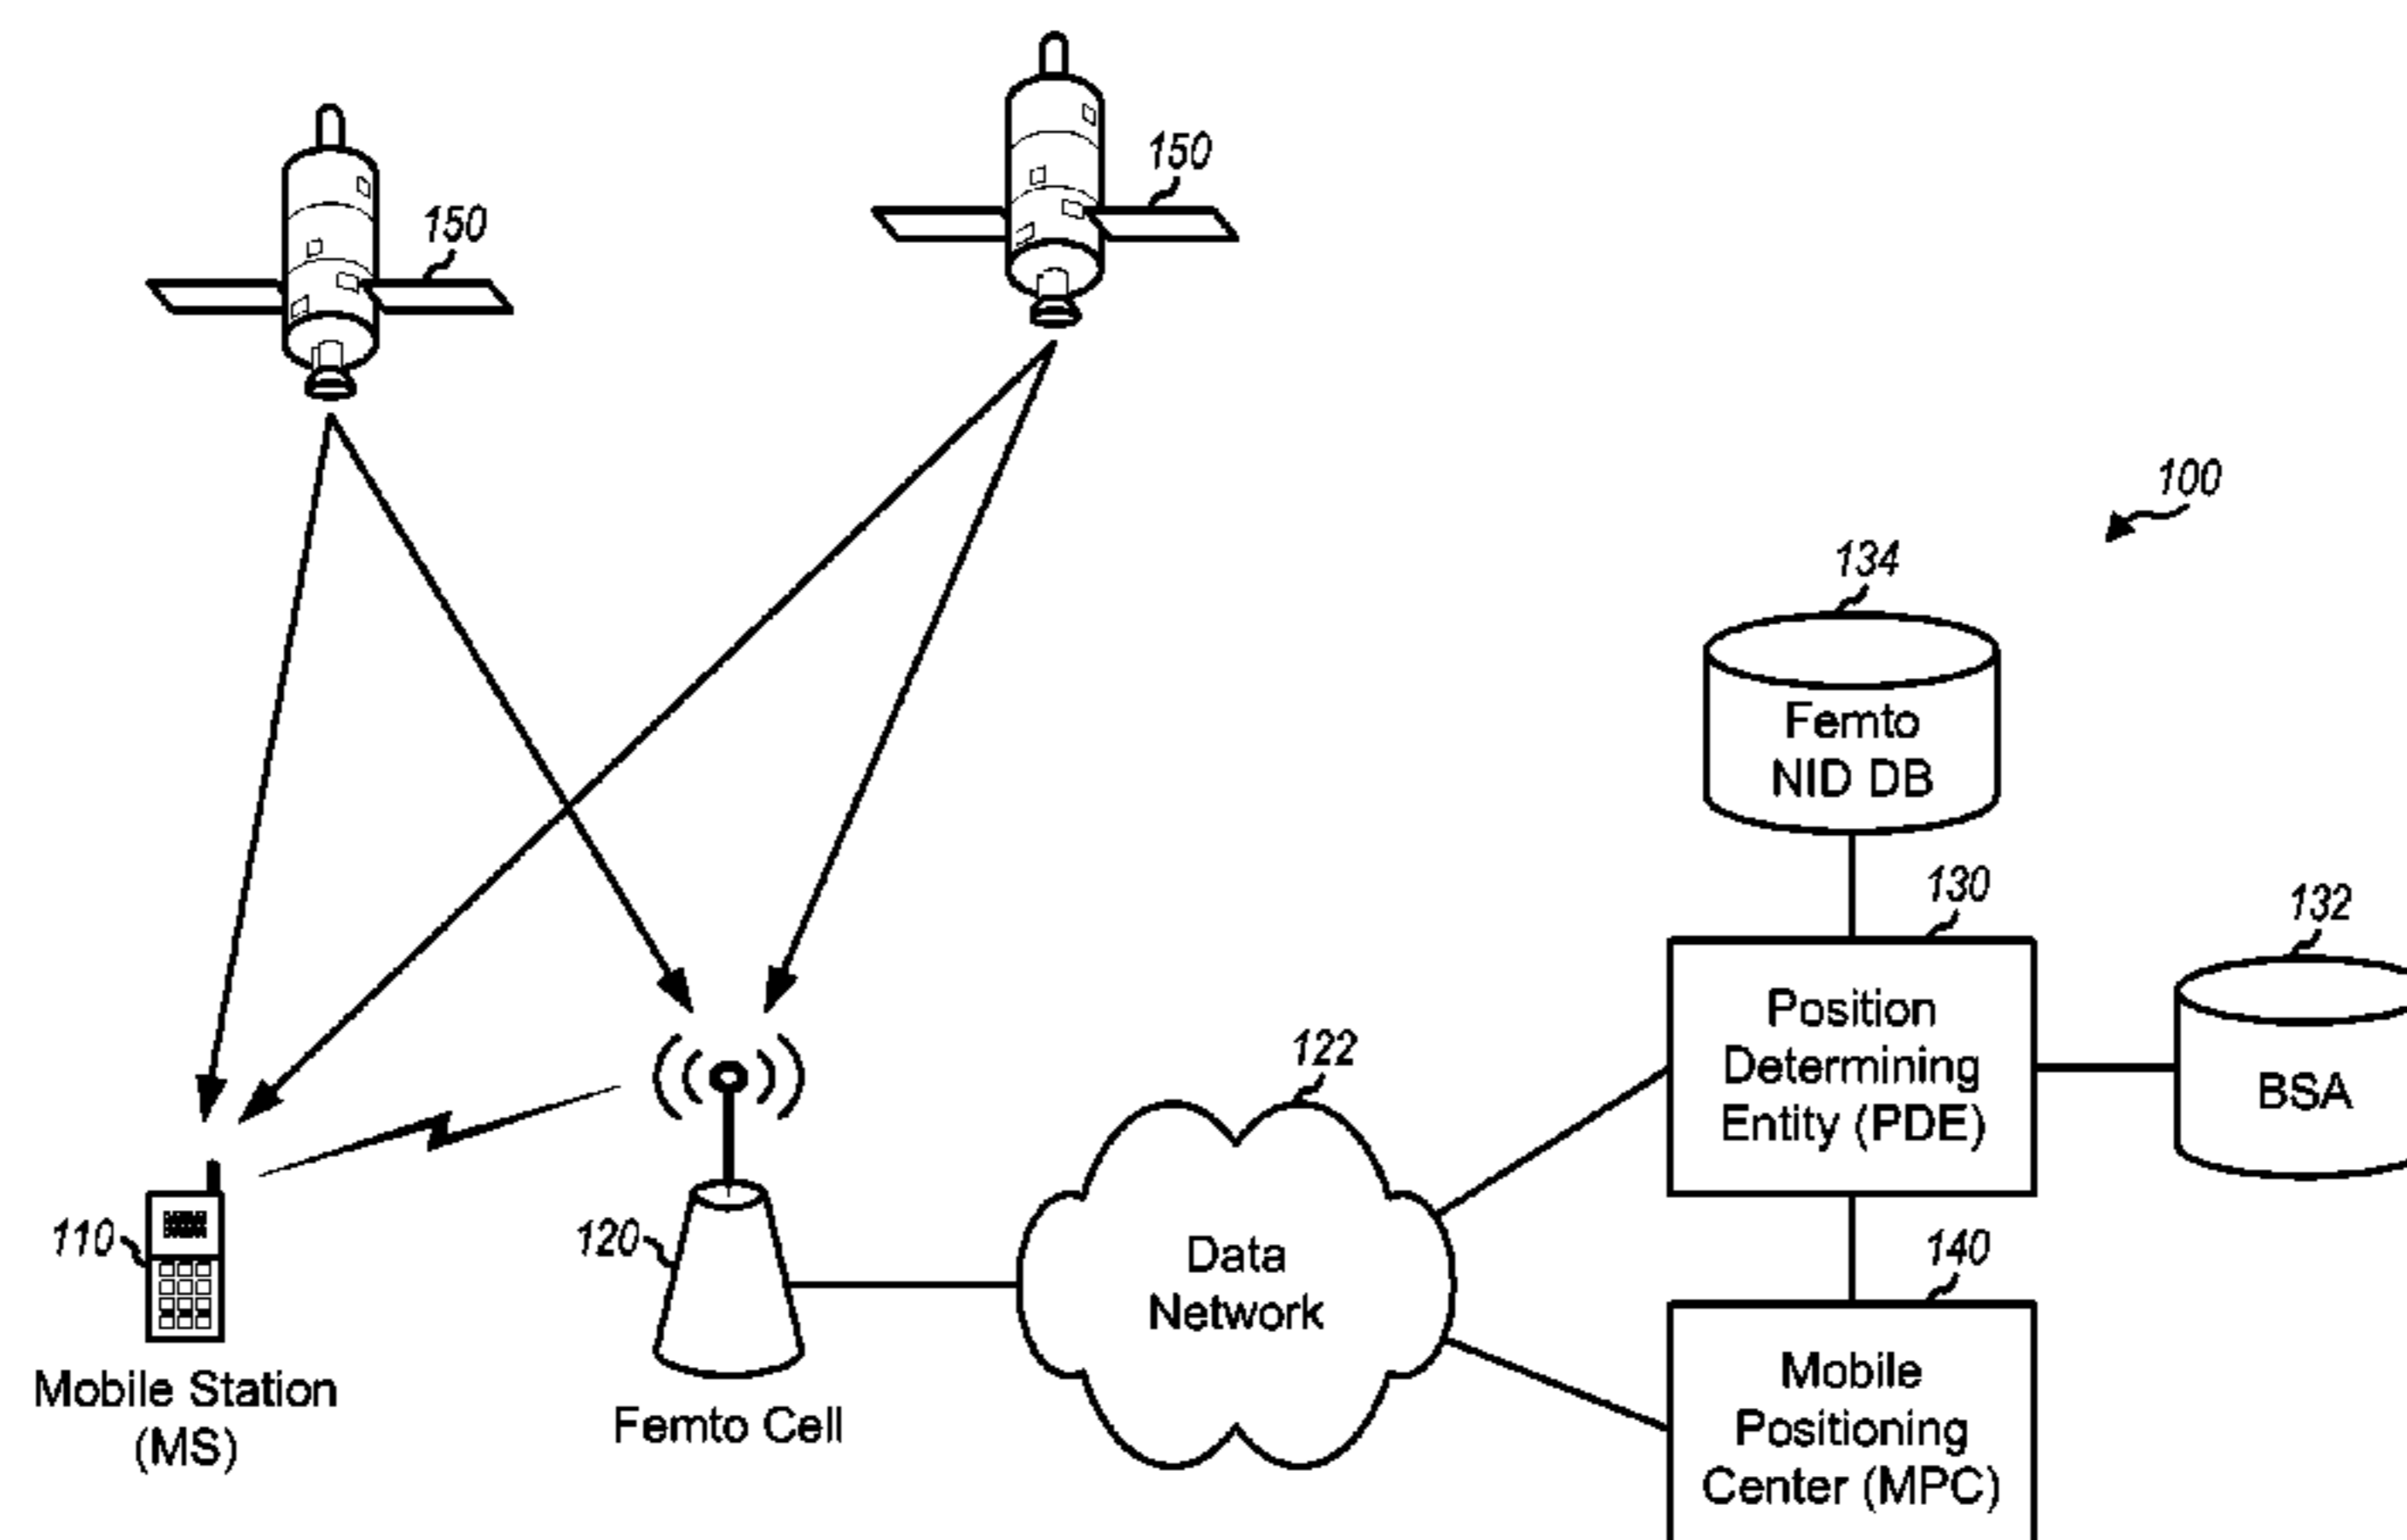 150
150
100
134
Femto
NID DB
130
132
Position
Determining
Entity (PDE)
BSA
122
110
120
Data
Network
140
Mobile Station
(MS)
Femto Cell
Mobile
Positioning
Center (MPC)